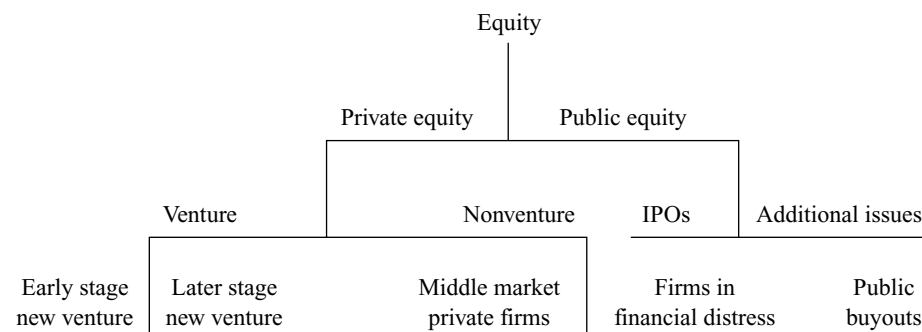 Equity
Private equity
Public equity
Venture
Nonventure
IPOs
Additional issues
Early stage
new venture
Later stage
new venture
Middle market
private firms
Firms in
financial distress
Public
buyouts